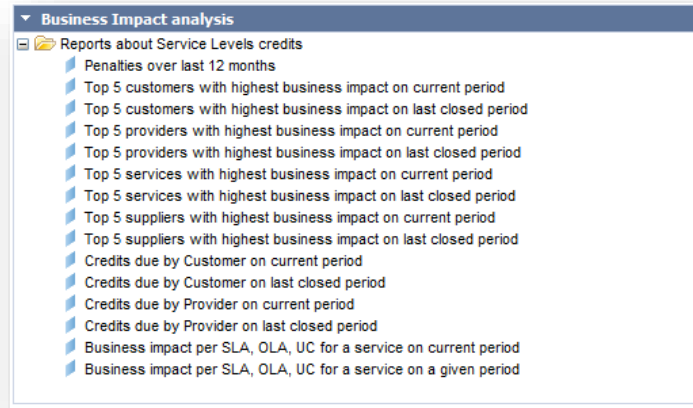 Business Impact analysis
Reports about Service Levels credits
Penalties over last 12 months
Top 5 customers with highest business impact on current period
Top 5 customers with highest business impact on last closed period
Top 5 providers with highest business impact on current period
Top 5 providers with highest business impact on last closed period
Top 5 services with highest business impact on current period
Top 5 services with highest business impact on last closed period
Top 5 suppliers with highest business impact on current period
Top 5 suppliers with highest business impact on last closed period
Credits due by Customer on current period
Credits due by Customer on last closed period
Credits due by Provider on current period
Credits due by Provider on last closed period
Business impact per SLA, OLA, UC for a service on current period
Business impact per SLA, OLA, UC for a service on a given period